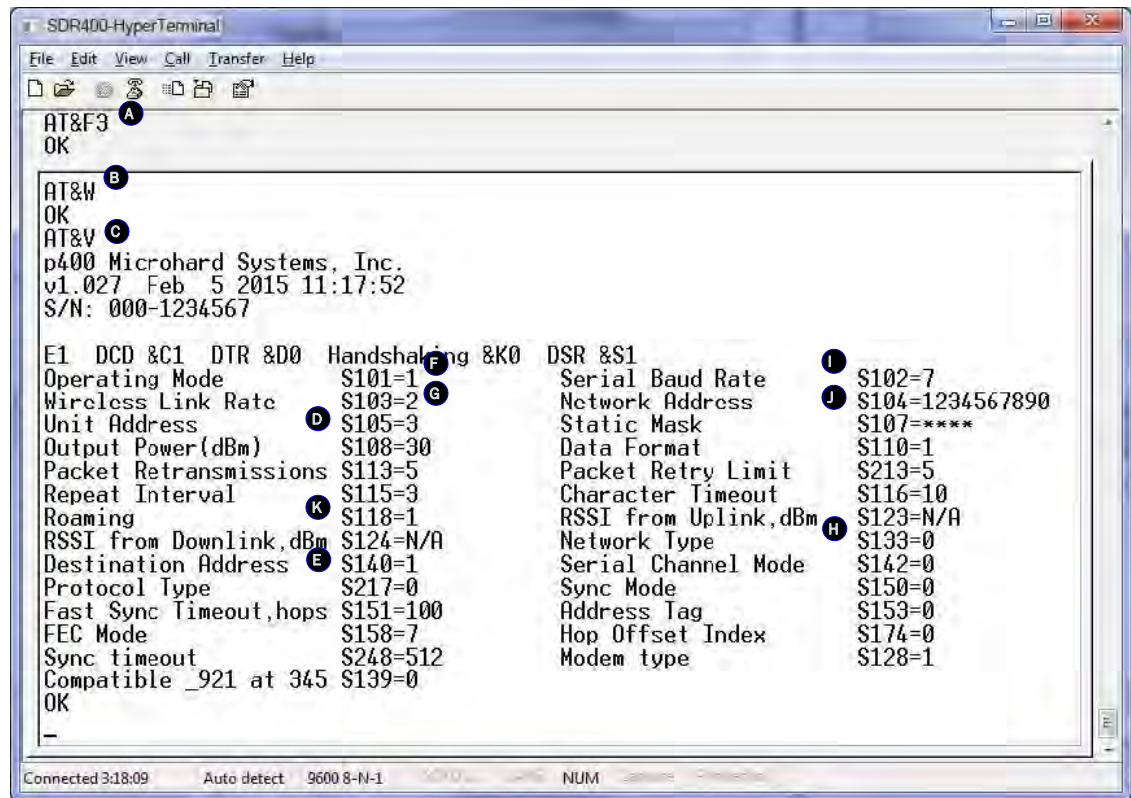 SDR400-HyperTerminal
File Edit View Call Transfer Help
AT&F3 A
OK
AT&W B
OK
AT&V C
p400 Microhard Systems, Inc.
v1.027 Feb 5 2015 11:17:52
S/N: 000-1234567
E1 DCD &C1 DTR &D0 Handshaking &K0 DSR &S1
Operating Mode S101=1 F Serial Baud Rate I S102=7
Wireless Link Rate S103=2 G Network Address J S104=1234567890
Unit Address D S105=3 Static Mask S107=****
Output Power(dBm) S108=30 Data Format S110=1
Packet Retransmissions S113=5 Packet Retry Limit S213=5
Repeat Interval S115=3 Character Timeout S116=10
Roaming K S118=1 RSSI from Uplink,dBm S123=N/A
RSSI from Downlink,dBm S124=N/A Network Type H S133=0
Destination Address E S140=1 Serial Channel Mode S142=0
Protocol Type S217=0 Sync Mode S150=0
Fast Sync Timeout,hops S151=100 Address Tag S153=0
FEC Mode S158=7 Hop Offset Index S174=0
Sync timeout S248=512 Modem type S128=1
Compatible _921 at 345 S139=0
OK
Connected 3:18:09 Auto detect 9600 8-N-1 NUM